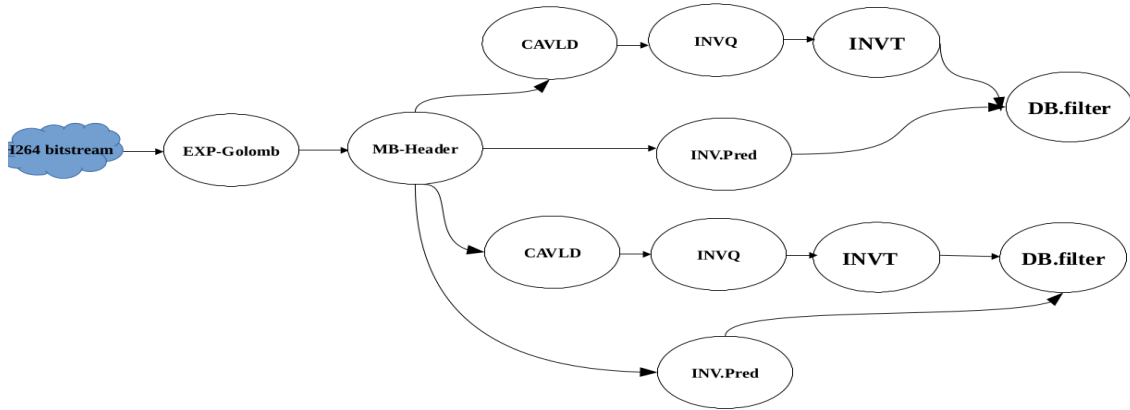 CAVLD
INVQ
INVT
DB.filter
H264 bitstream
EXP-Golomb
MB-Header
INV.Pred
CAVLD
INVQ
INVT
DB.filter
INV.Pred